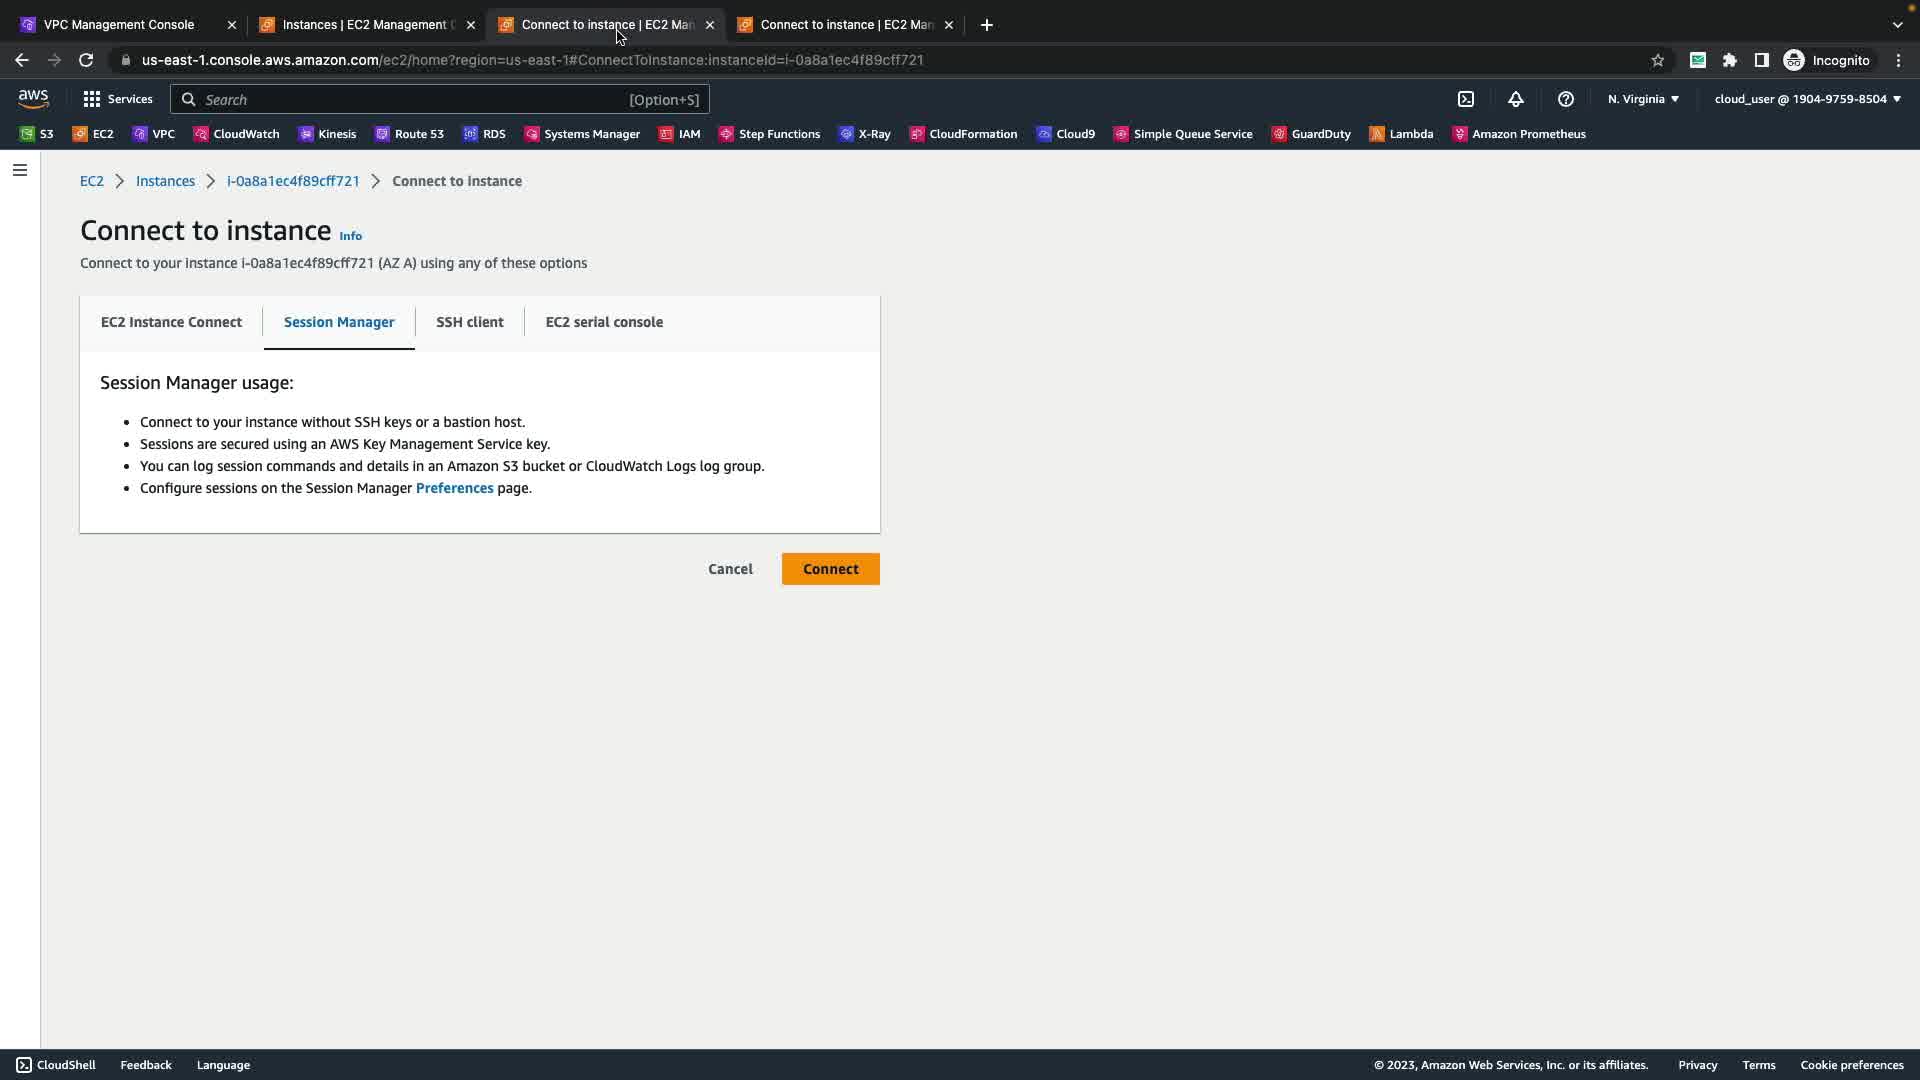 VPC Management Console
Instances | EC2 Management C
Connect to instance | EC2 Man
Connect to instance | EC2 Man
us-east-1.console.aws.amazon.com/ec2/home?region=us-east-1#ConnectToInstance:instanceId=i-0a8a1ec4f89cff721
Incognito
aws
Services
Search
[Option+S]
N. Virginia
cloud_user @ 1904-9759-8504
S3
EC2
VPC
CloudWatch
Kinesis
Route 53
RDS
Systems Manager
IAM
Step Functions
X-Ray
CloudFormation
Cloud9
Simple Queue Service
GuardDuty
Lambda
Amazon Prometheus
EC2 > Instances > i-0a8a1ec4f89cff721 > Connect to instance
Connect to instance Info
Connect to your instance i-0a8a1ec4f89cff721 (AZ A) using any of these options
EC2 Instance Connect
Session Manager
SSH client
EC2 serial console
Session Manager usage:
• Connect to your instance without SSH keys or a bastion host.
• Sessions are secured using an AWS Key Management Service key.
• You can log session commands and details in an Amazon S3 bucket or CloudWatch Logs log group.
• Configure sessions on the Session Manager Preferences page.
Cancel
Connect
CloudShell
Feedback
Language
© 2023, Amazon Web Services, Inc. or its affiliates.
Privacy
Terms
Cookie preferences